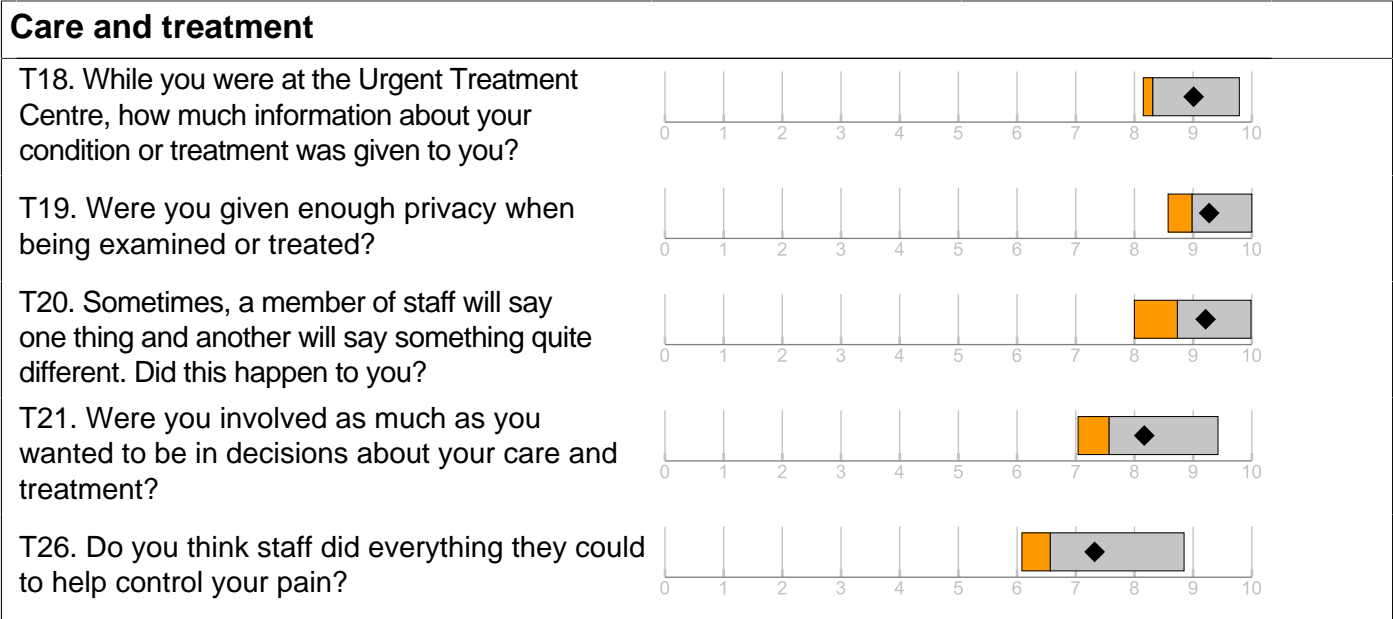 Care and treatment
T18. While you were at the Urgent Treatment
Centre, how much information about your
condition or treatment was given to you?
0 1 2 3 4 5 6 7 8 9 10
T19. Were you given enough privacy when
being examined or treated?
0 1 2 3 4 5 6 7 8 9 10
T20. Sometimes, a member of staff will say
one thing and another will say something quite
different. Did this happen to you?
0 1 2 3 4 5 6 7 8 9 10
T21. Were you involved as much as you
wanted to be in decisions about your care and
treatment?
0 1 2 3 4 5 6 7 8 9 10
T26. Do you think staff did everything they could
to help control your pain?
0 1 2 3 4 5 6 7 8 9 10